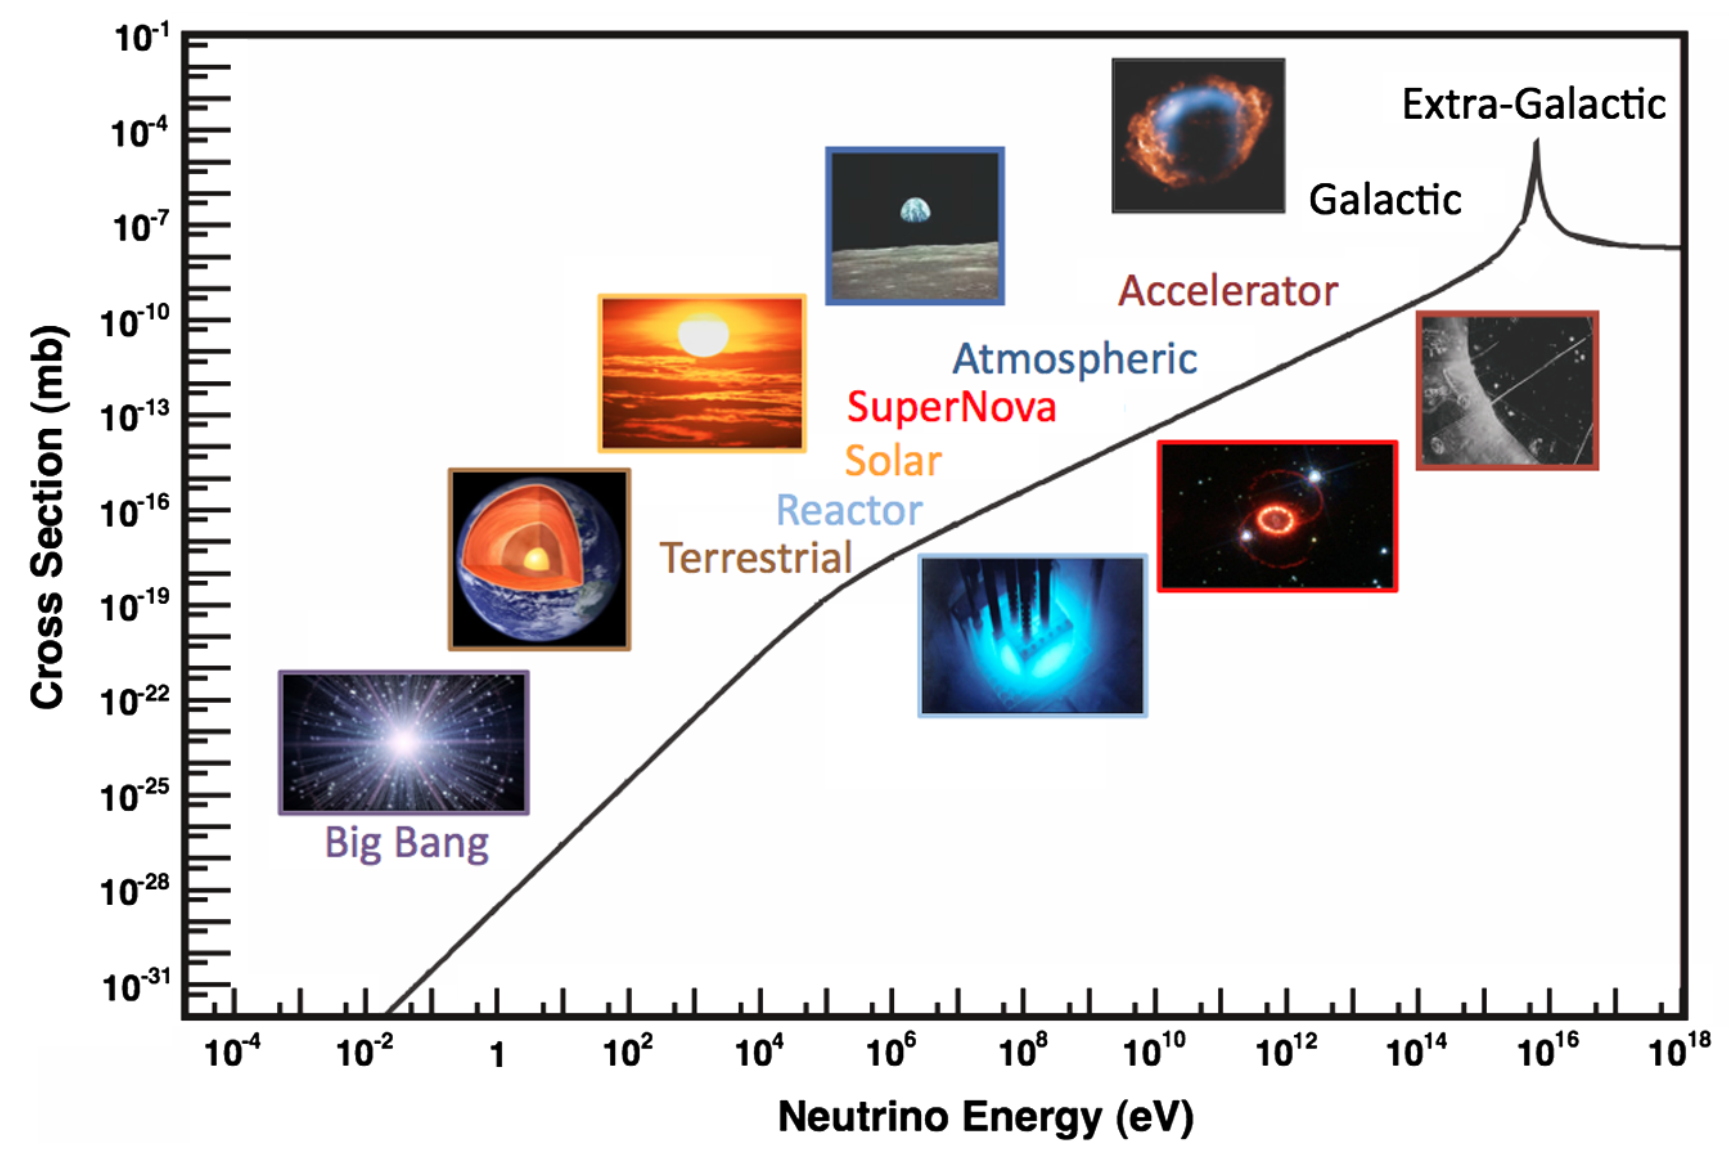 Cross Section (mb)
10⁻¹
10⁻⁴
10⁻⁷
10⁻¹⁰
10⁻¹³
10⁻¹⁶
10⁻¹⁹
10⁻²²
10⁻²⁵
10⁻²⁸
10⁻³¹
Extra-Galactic
Galactic
Accelerator
Atmospheric
SuperNova
Solar
Reactor
Terrestrial
Big Bang
10⁻⁴ 10⁻² 1 10² 10⁴ 10⁶ 10⁸ 10¹⁰ 10¹² 10¹⁴ 10¹⁶ 10¹⁸
Neutrino Energy (eV)